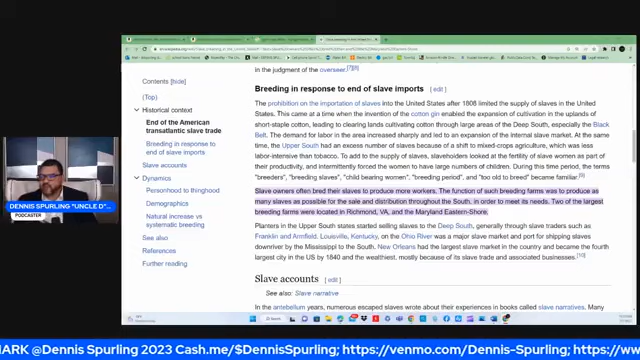 Contents [hide]
(Top)
Historical context
End of the American
transatlantic slave trade
Breeding in response to
end of slave imports
Slave accounts
Dynamics
Personhood to thinghood
Demographics
Natural increase vs
systematic breeding
See also
References
Further reading
in the judgment of the overseer.[7][8]
Breeding in response to end of slave imports [ edit ]
The prohibition on the importation of slaves into the United States after 1808 limited the supply of slaves in the United
States. This came at a time when the invention of the cotton gin enabled the expansion of cultivation in the uplands of
short-staple cotton, leading to clearing lands cultivating cotton through large areas of the Deep South, especially the Black
Belt. The demand for labor in the area increased sharply and led to an expansion of the internal slave market. At the same
time, the Upper South had an excess number of slaves because of a shift to mixed-crops agriculture, which was less
labor-intensive than tobacco. To add to the supply of slaves, slaveholders looked at the fertility of slave women as part of
their productivity, and intermittently forced the women to have large numbers of children. During this time period, the terms
"breeders", "breeding slaves", "child bearing women", "breeding period", and "too old to breed" became familiar.[9]
Slave owners often bred their slaves to produce more workers. The function of such breeding farms was to produce as
many slaves as possible for the sale and distribution throughout the South, in order to meet its needs. Two of the largest
breeding farms were located in Richmond, VA, and the Maryland Eastern-Shore.
Planters in the Upper South states started selling slaves to the Deep South, generally through slave traders such as
Franklin and Armfield. Louisville, Kentucky, on the Ohio River was a major slave market and port for shipping slaves
downriver by the Mississippi to the South. New Orleans had the largest slave market in the country and became the fourth
largest city in the US by 1840 and the wealthiest, mostly because of its slave trade and associated businesses.[10]
Slave accounts [ edit ]
See also: Slave narrative
In the antebellum years, numerous escaped slaves wrote about their experiences in books called slave narratives. Many
DENNIS SPURLING "UNCLE D"...
PODCASTER
MARK @Dennis Spurling 2023 Cash.me/$DennisSpurling; https://venmo.com/Dennis-Spurling; https://ww